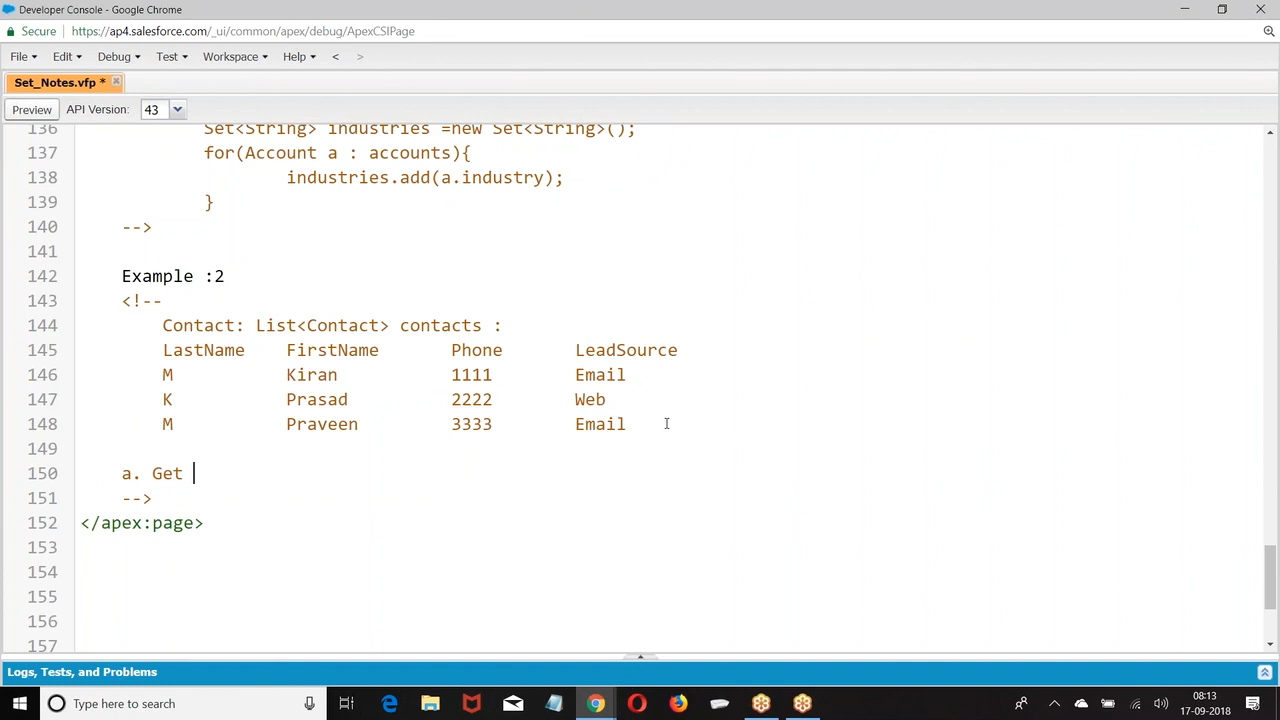 Developer Console - Google Chrome
Secure https://ap4.salesforce.com/_ui/common/apex/debug/ApexCSIPage
File Edit Debug Test Workspace Help < >
Set_Notes.vfp *
Preview API Version: 43
136 Set<String> industries =new Set<String>();
137 for(Account a : accounts){
138 industries.add(a.industry);
139 }
140 -->
141
142 Example :2
143 <!--
144 Contact: List<Contact> contacts :
145 LastName FirstName Phone LeadSource
146 M Kiran 1111 Email
147 K Prasad 2222 Web
148 M Praveen 3333 Email
149
150 a. Get
151 -->
152 </apex:page>
153
154
155
156
157
Logs, Tests, and Problems
Type here to search
08:13
17-09-2018